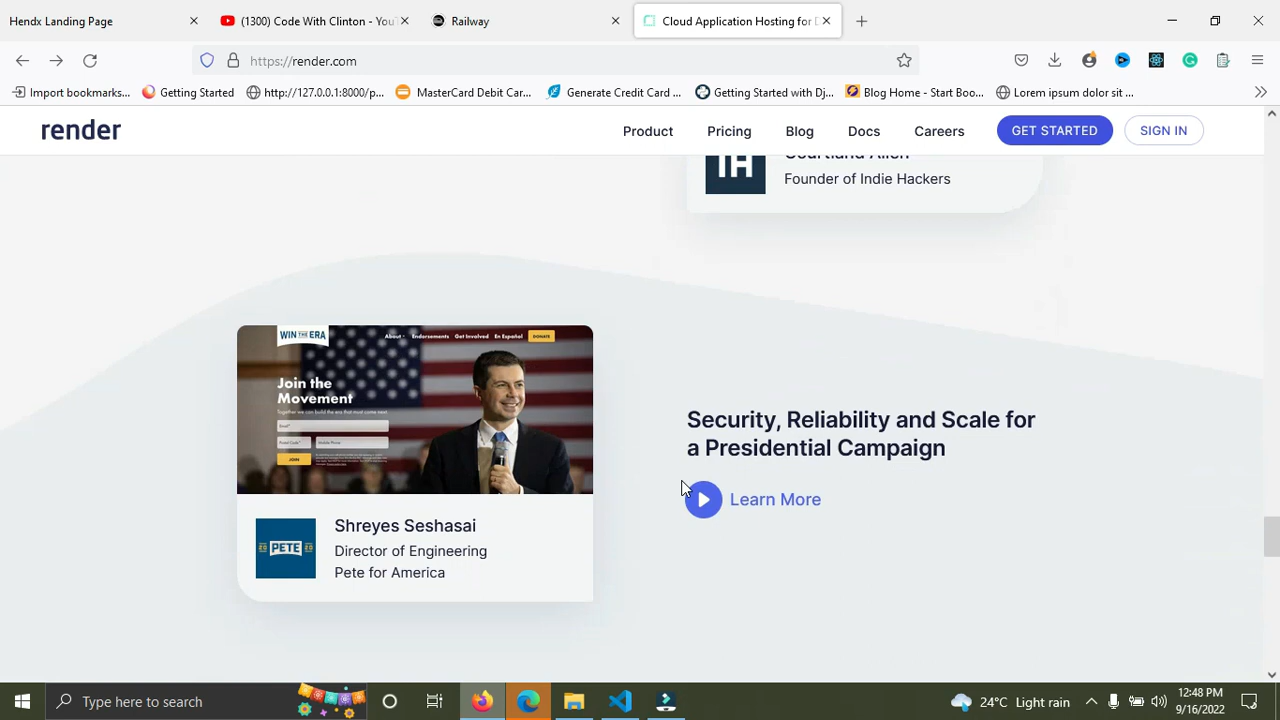 Hendx Landing Page
(1300) Code With Clinton - You
Railway
Cloud Application Hosting for D
https://render.com
Import bookmarks...
Getting Started
http://127.0.0.1:8000/p...
MasterCard Debit Car...
Generate Credit Card ...
Getting Started with Dj...
Blog Home - Start Boo...
Lorem ipsum dolor sit ...
render
Product
Pricing
Blog
Docs
Careers
GET STARTED
SIGN IN
IH
Courtland Allen
Founder of Indie Hackers
WIN THE ERA
About
Endorsements
Get Involved
En Español
DONATE
Join the
Movement
Together we can build the era that must come next.
Email*
Postal Code*
Mobile Phone
JOIN
Security, Reliability and Scale for
a Presidential Campaign
Learn More
20 PETE 20
Shreyes Seshasai
Director of Engineering
Pete for America
Type here to search
24°C Light rain
12:48 PM
9/16/2022